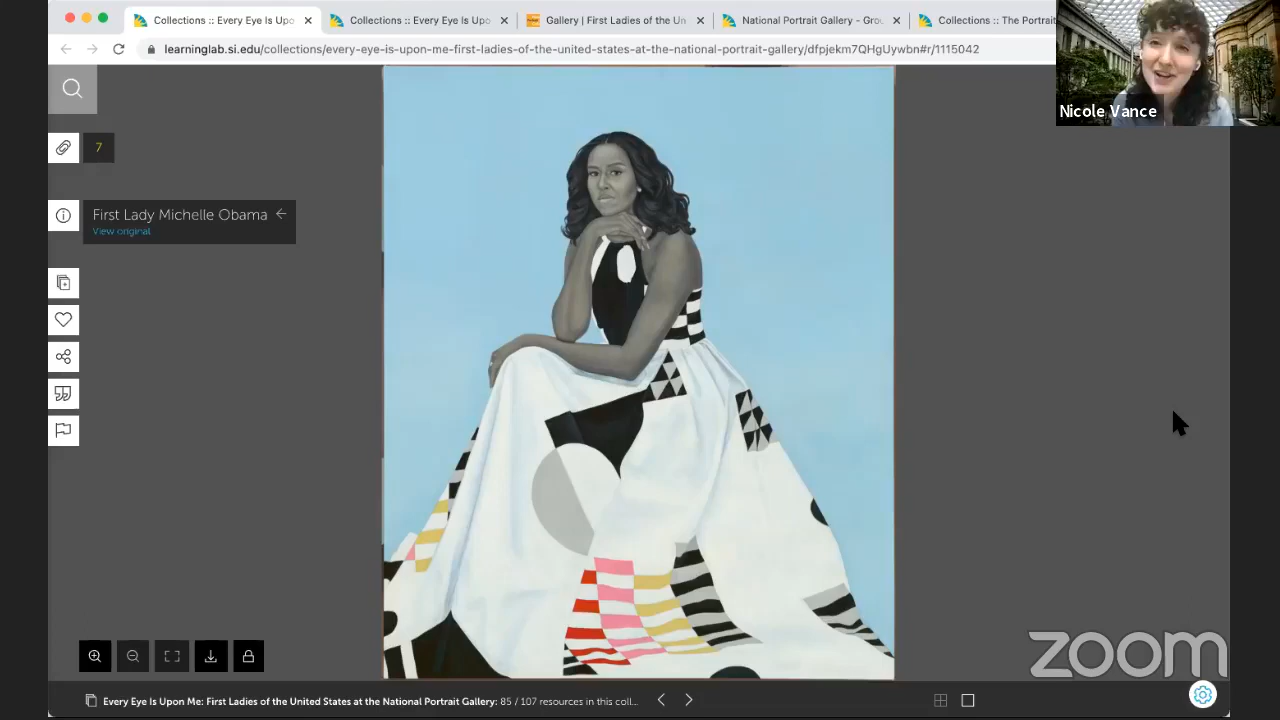 Collections :: Every Eye Is Upo
Collections :: Every Eye Is Upo
Gallery | First Ladies of the Un
National Portrait Gallery - Grou
Collections :: The Portrait
learninglab.si.edu/collections/every-eye-is-upon-me-first-ladies-of-the-united-states-at-the-national-portrait-gallery/dfpjekm7QHgUywbn#r/1115042
Nicole Vance
7
First Lady Michelle Obama
View original
zoom
Every Eye Is Upon Me: First Ladies of the United States at the National Portrait Gallery: 85 / 107 resources in this coll...